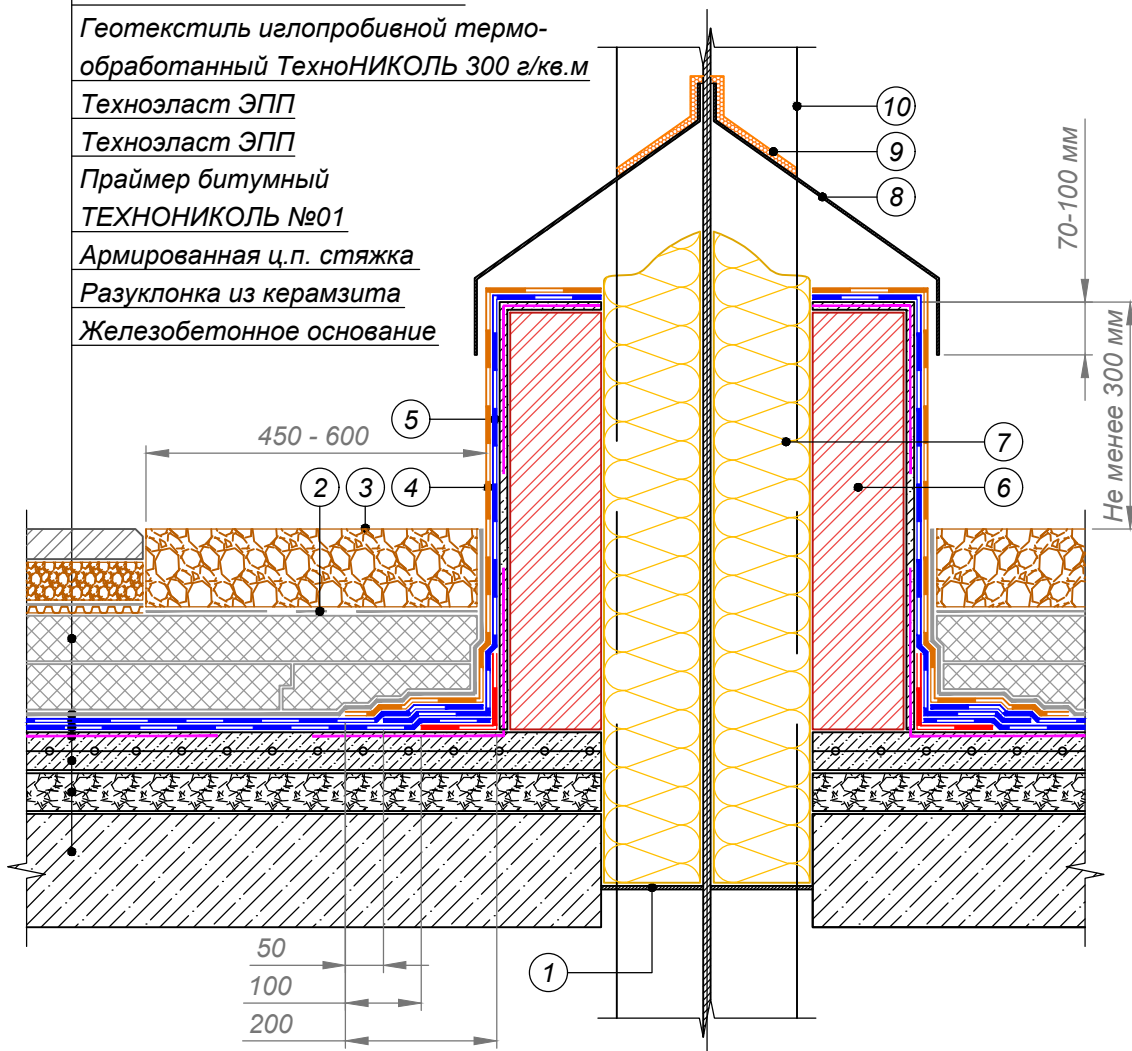 Геотекстиль иглопробивной термо-
обработанный ТехноНИКОЛЬ 300 г/кв.м
Техноэласт ЭПП
Техноэласт ЭПП
Праймер битумный
ТЕХНОНИКОЛЬ №01
Армированная ц.п. стяжка
Разуклонка из керамзита
Железобетонное основание
10
9
8
70-100 мм
Не менее 300 мм
5
450 - 600
2
3
4
7
6
50
100
200
1